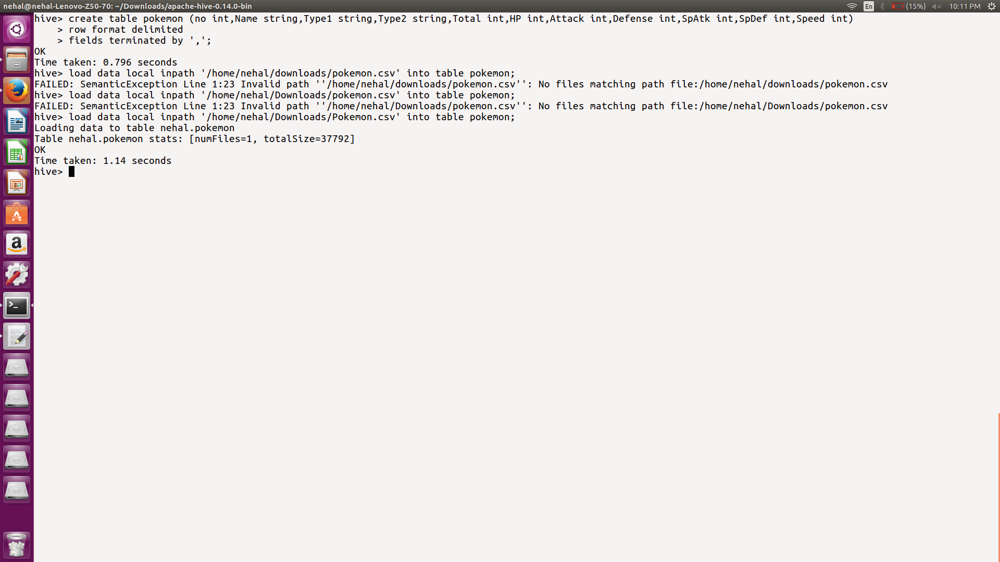 nehal@nehal-Lenovo-Z50-70: ~/Downloads/apache-hive-0.14.0-bin
En
(15%)
10:11 PM
hive> create table pokemon (no int,Name string,Type1 string,Type2 string,Total int,HP int,Attack int,Defense int,SpAtk int,SpDef int,Speed int)
> row format delimited
> fields terminated by ',';
OK
Time taken: 0.796 seconds
hive> load data local inpath '/home/nehal/downloads/pokemon.csv' into table pokemon;
FAILED: SemanticException Line 1:23 Invalid path ''/home/nehal/downloads/pokemon.csv'': No files matching path file:/home/nehal/downloads/pokemon.csv
hive> load data local inpath '/home/nehal/Downloads/pokemon.csv' into table pokemon;
FAILED: SemanticException Line 1:23 Invalid path ''/home/nehal/Downloads/pokemon.csv'': No files matching path file:/home/nehal/Downloads/pokemon.csv
hive> load data local inpath '/home/nehal/Downloads/Pokemon.csv' into table pokemon;
Loading data to table nehal.pokemon
Table nehal.pokemon stats: [numFiles=1, totalSize=37792]
OK
Time taken: 1.14 seconds
hive>